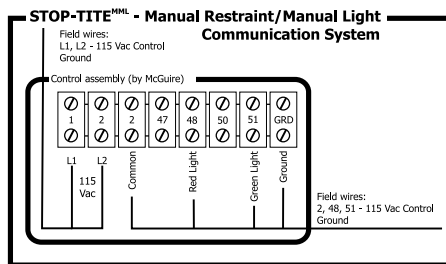 STOP-TITE MML - Manual Restraint/Manual Light
Communication System
Field wires:
L1, L2 - 115 Vac Control
Ground
Control assembly (by McGuire)
1 2 2 47 48 50 51 GRD
L1 L2 Common Red Light Green Light Ground
115
Vac
Field wires:
2, 48, 51 - 115 Vac Control
Ground